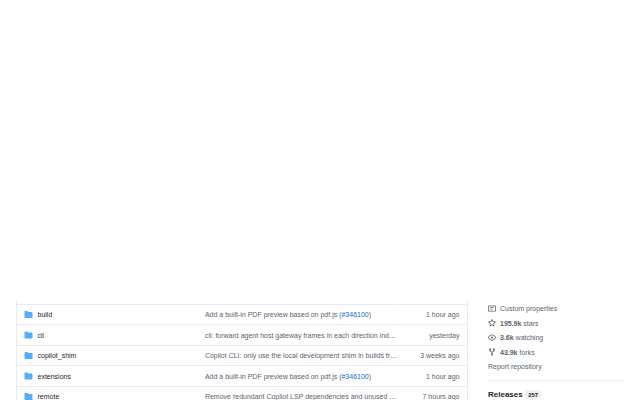 build Add a built-in PDF preview based on pdf.js (#346100) 1 hour ago
cli cli: forward agent host gateway frames in each direction ind... yesterday
copilot_shim Copilot CLI: only use the local development shim in builds fr... 3 weeks ago
extensions Add a built-in PDF preview based on pdf.js (#346100) 1 hour ago
remote Remove redundant Copilot LSP dependencies and unused ... 7 hours ago
Custom properties
195.9k stars
3.6k watching
43.9k forks
Report repository
Releases 257